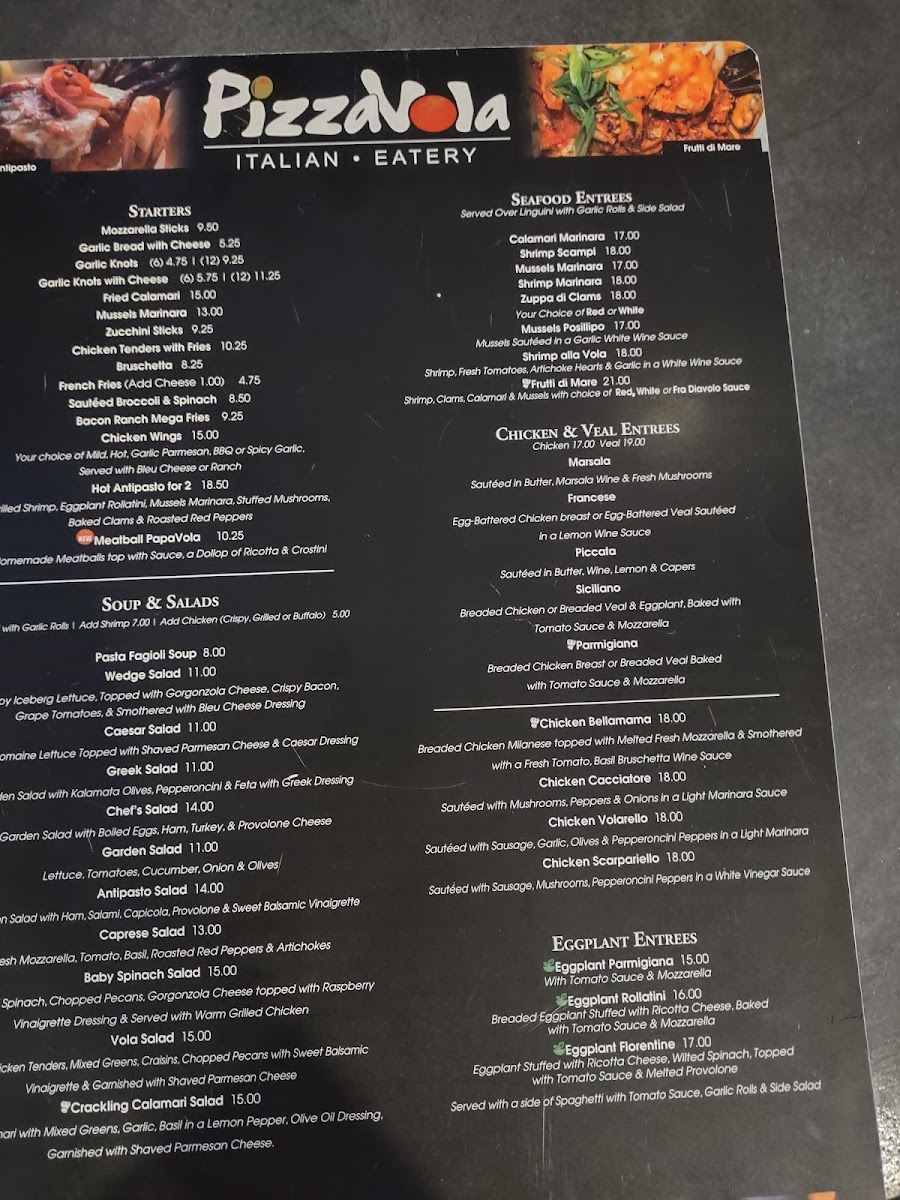 PizzaVola
ITALIAN • EATERY
Frutti di Mare
STARTERS
Mozzarella Sticks 9.50
Garlic Bread with Cheese 5.25
Garlic Knots (6) 4.75 | (12) 9.25
Garlic Knots with Cheese (6) 5.75 | (12) 11.25
Fried Calamari 15.00
Mussels Marinara 13.00
Zucchini Sticks 9.25
Chicken Tenders with Fries 10.25
Bruschetta 8.25
French Fries (Add Cheese 1.00) 4.75
Sautéed Broccoli & Spinach 8.50
Bacon Ranch Mega Fries 9.25
Chicken Wings 15.00
Your choice of Mild, Hot, Garlic Parmesan, BBQ or Spicy Garlic,
Served with Bleu Cheese or Ranch
Hot Antipasto for 2 18.50
Shrimp, Eggplant Rollatini, Mussels Marinara, Stuffed Mushrooms,
Baked Clams & Roasted Red Peppers
NEW Meatball PapaVola 10.25
Meatballs top with Sauce, a Dollop of Ricotta & Crostini
SOUP & SALADS
with Garlic Rolls | Add Shrimp 7.00 | Add Chicken (Crispy, Grilled or Buffalo) 5.00
Pasta Fagioli Soup 8.00
Wedge Salad 11.00
Iceberg Lettuce, Topped with Gorgonzola Cheese, Crispy Bacon,
Grape Tomatoes, & Smothered with Bleu Cheese Dressing
Caesar Salad 11.00
Lettuce Topped with Shaved Parmesan Cheese & Caesar Dressing
Greek Salad 11.00
Salad with Kalamata Olives, Pepperoncini & Feta with Greek Dressing
Chef's Salad 14.00
Garden Salad with Boiled Eggs, Ham, Turkey, & Provolone Cheese
Garden Salad 11.00
Lettuce, Tomatoes, Cucumber, Onion & Olives
Antipasto Salad 14.00
Salad with Ham, Salami, Capicola, Provolone & Sweet Balsamic Vinaigrette
Caprese Salad 13.00
Mozzarella, Tomato, Basil, Roasted Red Peppers & Artichokes
Baby Spinach Salad 15.00
Spinach, Chopped Pecans, Gorgonzola Cheese topped with Raspberry
Vinaigrette Dressing & Served with Warm Grilled Chicken
Vola Salad 15.00
Tenders, Mixed Greens, Craisins, Chopped Pecans with Sweet Balsamic
Vinaigrette & Garnished with Shaved Parmesan Cheese
Crackling Calamari Salad 15.00
with Mixed Greens, Garlic, Basil in a Lemon Pepper, Olive Oil Dressing,
Garnished with Shaved Parmesan Cheese.
SEAFOOD ENTREES
Served Over Linguini with Garlic Rolls & Side Salad
Calamari Marinara 17.00
Shrimp Scampi 18.00
Mussels Marinara 17.00
Shrimp Marinara 18.00
Zuppa di Clams 18.00
Your Choice of Red or White
Mussels Posillipo 17.00
Mussels Sautéed in a Garlic White Wine Sauce
Shrimp alla Vola 18.00
Shrimp, Fresh Tomatoes, Artichoke Hearts & Garlic in a White Wine Sauce
Frutti di Mare 21.00
Shrimp, Clams, Calamari & Mussels with choice of Red, White or Fra Diavolo Sauce
CHICKEN & VEAL ENTREES
Chicken 17.00 Veal 19.00
Marsala
Sautéed in Butter, Marsala Wine & Fresh Mushrooms
Francese
Egg-Battered Chicken breast or Egg-Battered Veal Sautéed
in a Lemon Wine Sauce
Piccata
Sautéed in Butter, Wine, Lemon & Capers
Siciliano
Breaded Chicken or Breaded Veal & Eggplant, Baked with
Tomato Sauce & Mozzarella
Parmigiana
Breaded Chicken Breast or Breaded Veal Baked
with Tomato Sauce & Mozzarella
Chicken Bellamama 18.00
Breaded Chicken Milanese topped with Melted Fresh Mozzarella & Smothered
with a Fresh Tomato, Basil Bruschetta Wine Sauce
Chicken Cacciatore 18.00
Sautéed with Mushrooms, Peppers & Onions in a Light Marinara Sauce
Chicken Volarello 18.00
Sautéed with Sausage, Garlic, Olives & Pepperoncini Peppers in a Light Marinara
Chicken Scarpariello 18.00
Sautéed with Sausage, Mushrooms, Pepperoncini Peppers in a White Vinegar Sauce
EGGPLANT ENTREES
Eggplant Parmigiana 15.00
With Tomato Sauce & Mozzarella
Eggplant Rollatini 16.00
Breaded Eggplant Stuffed with Ricotta Cheese, Baked
with Tomato Sauce & Mozzarella
Eggplant Florentine 17.00
Eggplant Stuffed with Ricotta Cheese, Wilted Spinach, Topped
with Tomato Sauce & Melted Provolone
Served with a side of Spaghetti with Tomato Sauce, Garlic Rolls & Side Salad